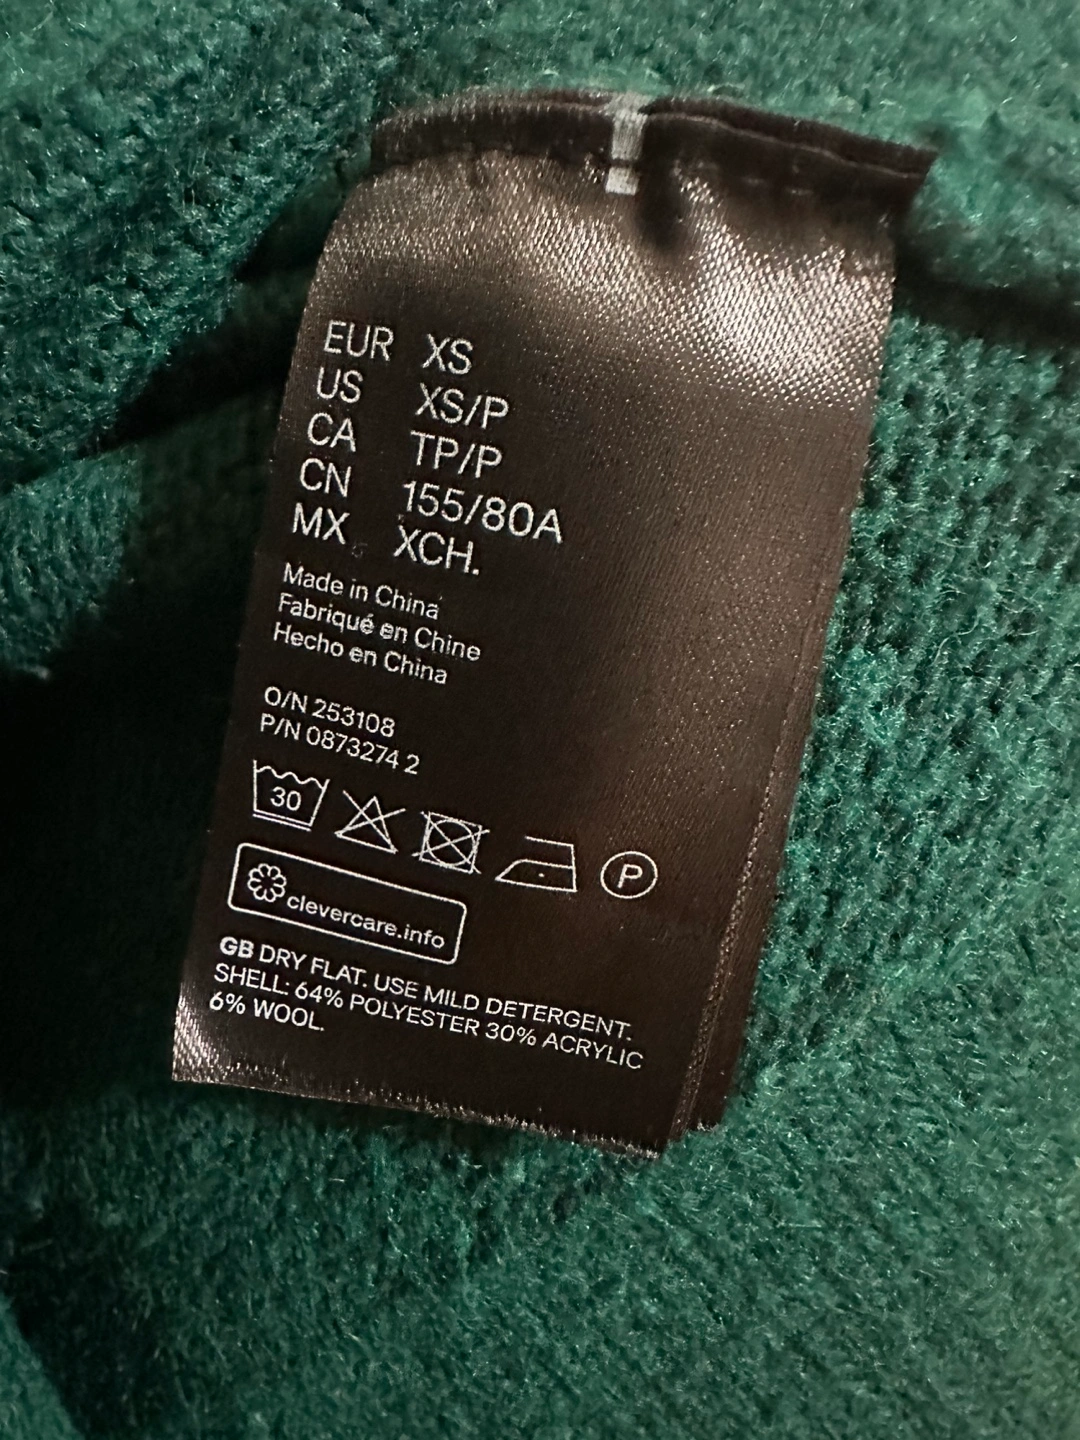 EUR XS
US XS/P
CA TP/P
CN 155/80A
MX XCH.
Made in China
Fabriqué en Chine
Hecho en China
O/N 253108
P/N 0873274 2
30 P
clevercare.info
GB DRY FLAT. USE MILD DETERGENT.
SHELL: 64% POLYESTER 30% ACRYLIC
6% WOOL.